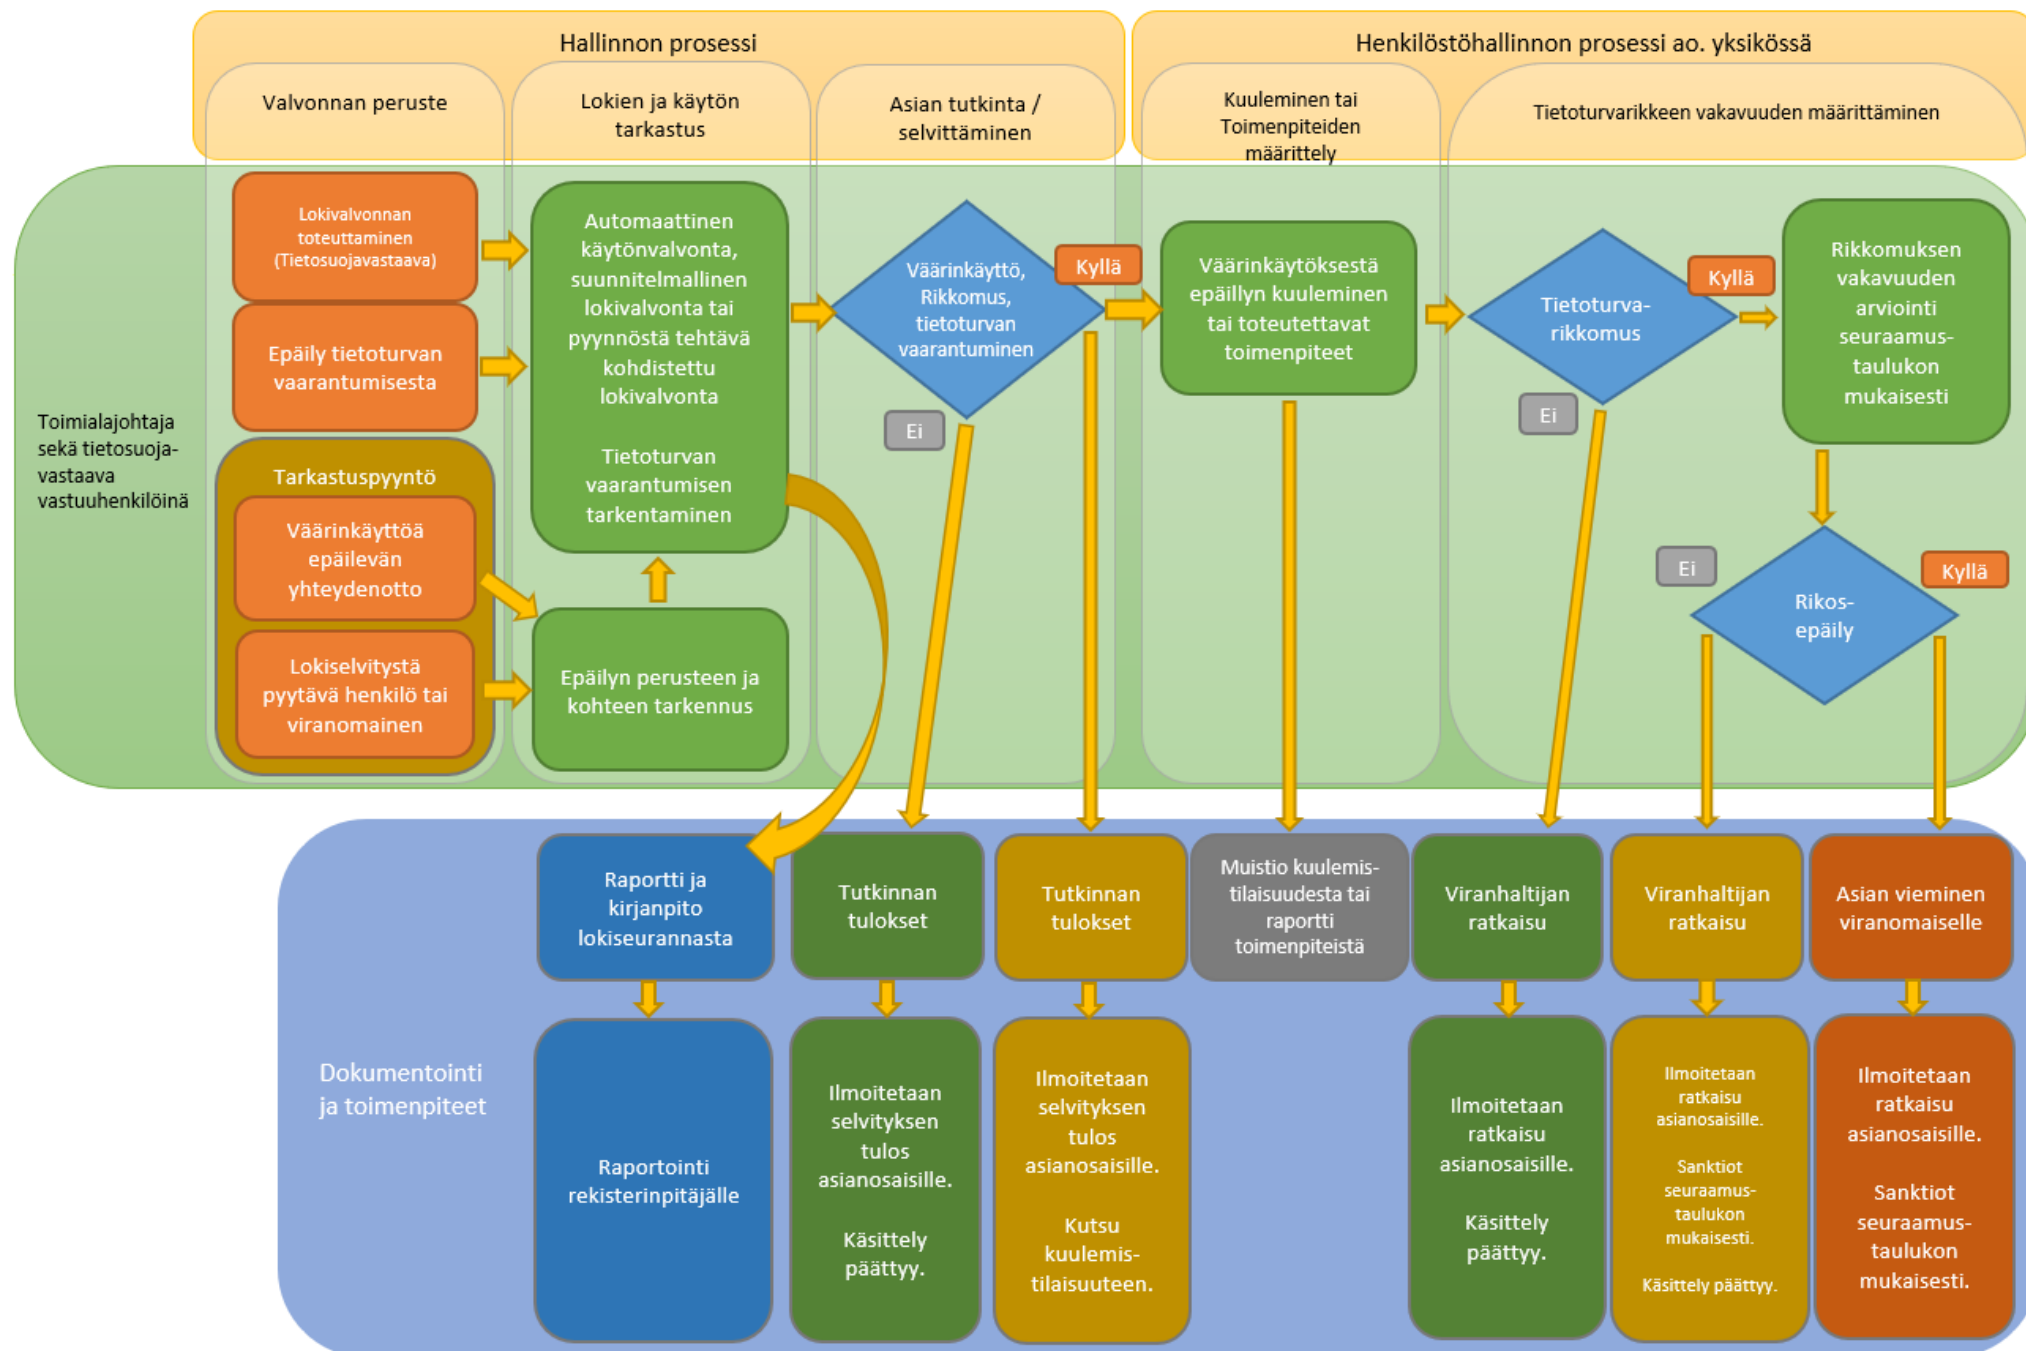 Hallinnon prosessi
Henkilöstöhallinnon prosessi ao. yksikössä
Valvonnan peruste
Lokien ja käytön
tarkastus
Asian tutkinta /
selvittäminen
Kuuleminen tai
Toimenpiteiden
määrittely
Tietoturvarikkeen vakavuuden määrittäminen
Toimialajohtaja
sekä tietosuoja-
vastaava
vastuuhenkilöinä
Lokivalvonnan
toteuttaminen
(Tietosuojavastaava)
Epäily tietoturvan
vaarantumisesta
Tarkastuspyyntö
Väärinkäyttöä
epäilevän
yhteydenotto
Lokiselvitystä
pyytävä henkilö tai
viranomainen
Automaattinen
käytönvalvonta,
suunnitelmallinen
lokivalvonta tai
pyynnöstä tehtävä
kohdistettu
lokivalvonta
Tietoturvan
vaarantumisen
tarkentaminen
Epäilyn perusteen ja
kohteen tarkennus
Väärinkäyttö,
Rikkomus,
tietoturvan
vaarantuminen
Kyllä
Ei
Väärinkäytöksestä
epäillyn kuuleminen
tai toteutettavat
toimenpiteet
Tietoturva-
rikkomus
Kyllä
Ei
Rikkomuksen
vakavuuden
arviointi
seuraamus-
taulukon
mukaisesti
Ei
Kyllä
Rikos-
epäily
Dokumentointi
ja toimenpiteet
Raportti ja
kirjanpito
lokiseurannasta
Tutkinnan
tulokset
Tutkinnan
tulokset
Muistio kuulemis-
tilaisuudesta tai
raportti
toimenpiteistä
Viranhaltijan
ratkaisu
Viranhaltijan
ratkaisu
Asian vieminen
viranomaiselle
Raportointi
rekisterinpitäjälle
Ilmoitetaan
selvityksen
tulos
asianosaisille.
Käsittely
päättyy.
Ilmoitetaan
selvityksen
tulos
asianosaisille.
Kutsu
kuulemis-
tilaisuuteen.
Ilmoitetaan
ratkaisu
asianosaisille.
Käsittely
päättyy.
Ilmoitetaan
ratkaisu
asianosaisille.
Sanktiot
seuraamus-
taulukon
mukaisesti.
Käsittely päättyy.
Ilmoitetaan
ratkaisu
asianosaisille.
Sanktiot
seuraamus-
taulukon
mukaisesti.